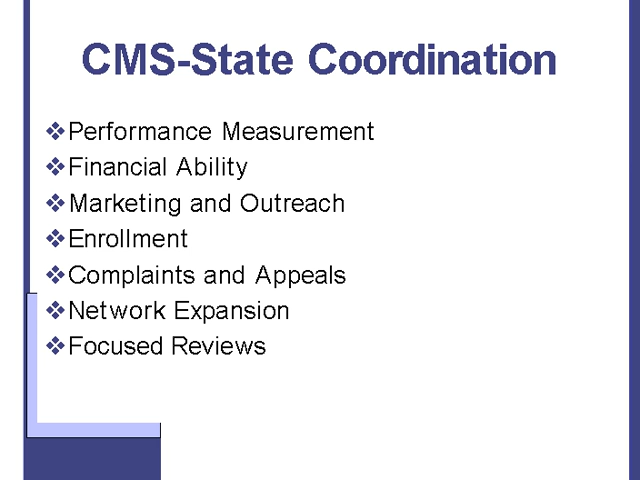 CMS-State Coordination
❖Performance Measurement
❖Financial Ability
❖Marketing and Outreach
❖Enrollment
❖Complaints and Appeals
❖Network Expansion
❖Focused Reviews